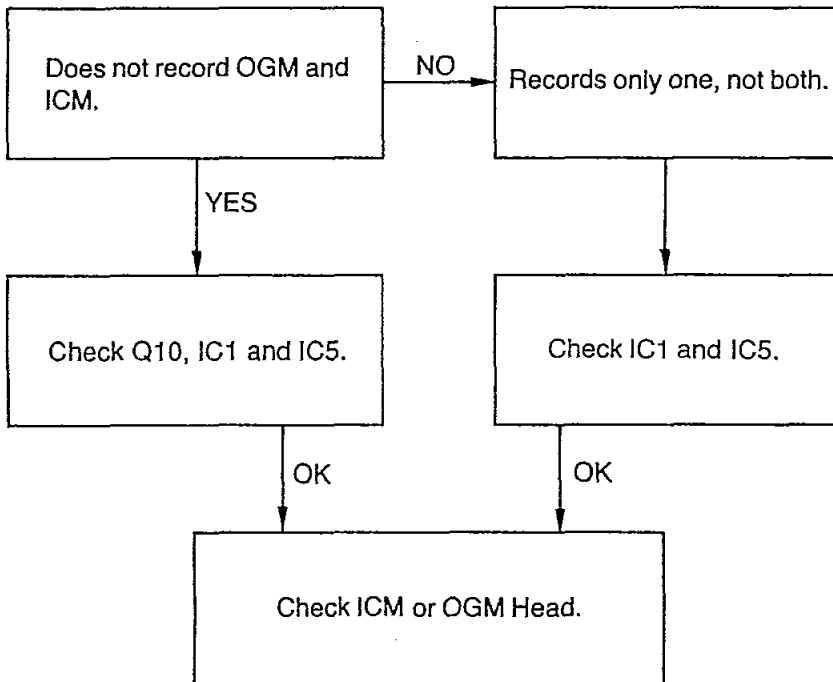 Does not record OGM and
ICM.
NO
Records only one, not both.
YES
Check Q10, IC1 and IC5.
Check IC1 and IC5.
OK
OK
Check ICM or OGM Head.